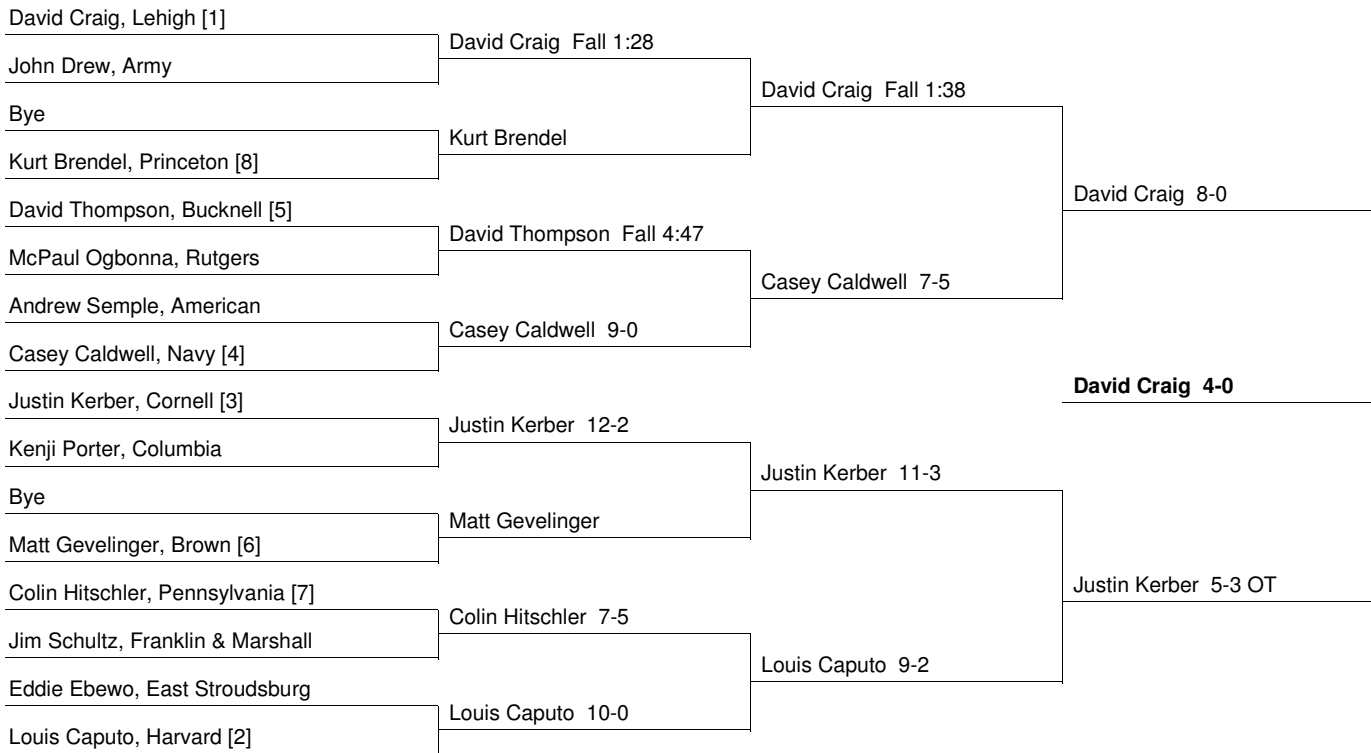 David Craig, Lehigh [1]
John Drew, Army
Bye
Kurt Brendel, Princeton [8]
David Thompson, Bucknell [5]
McPaul Ogbonna, Rutgers
Andrew Semple, American
Casey Caldwell, Navy [4]
Justin Kerber, Cornell [3]
Kenji Porter, Columbia
Bye
Matt Gevelinger, Brown [6]
Colin Hitschler, Pennsylvania [7]
Jim Schultz, Franklin & Marshall
Eddie Ebewo, East Stroudsburg
Louis Caputo, Harvard [2]
David Craig Fall 1:28
Kurt Brendel
David Thompson Fall 4:47
Casey Caldwell 9-0
Justin Kerber 12-2
Matt Gevelinger
Colin Hitschler 7-5
Louis Caputo 10-0
David Craig Fall 1:38
Casey Caldwell 7-5
Justin Kerber 11-3
Louis Caputo 9-2
David Craig 8-0
Justin Kerber 5-3 OT
David Craig 4-0